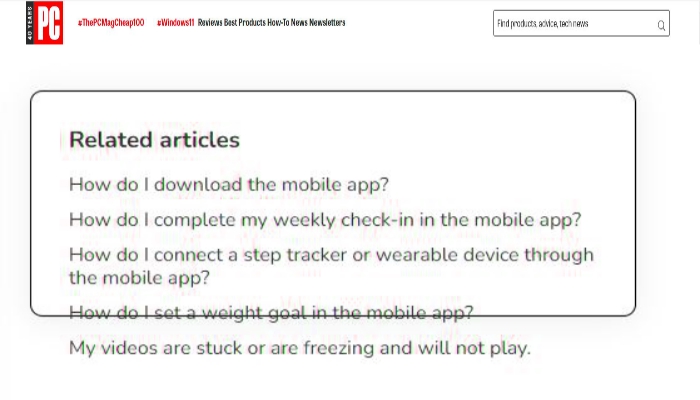 40 YEARS
PC
#ThePCMagCheap100 #Windows11 Reviews Best Products How-To News Newsletters
Find products, advice, tech news
Related articles
How do I download the mobile app?
How do I complete my weekly check-in in the mobile app?
How do I connect a step tracker or wearable device through
the mobile app?
How do I set a weight goal in the mobile app?
My videos are stuck or are freezing and will not play.